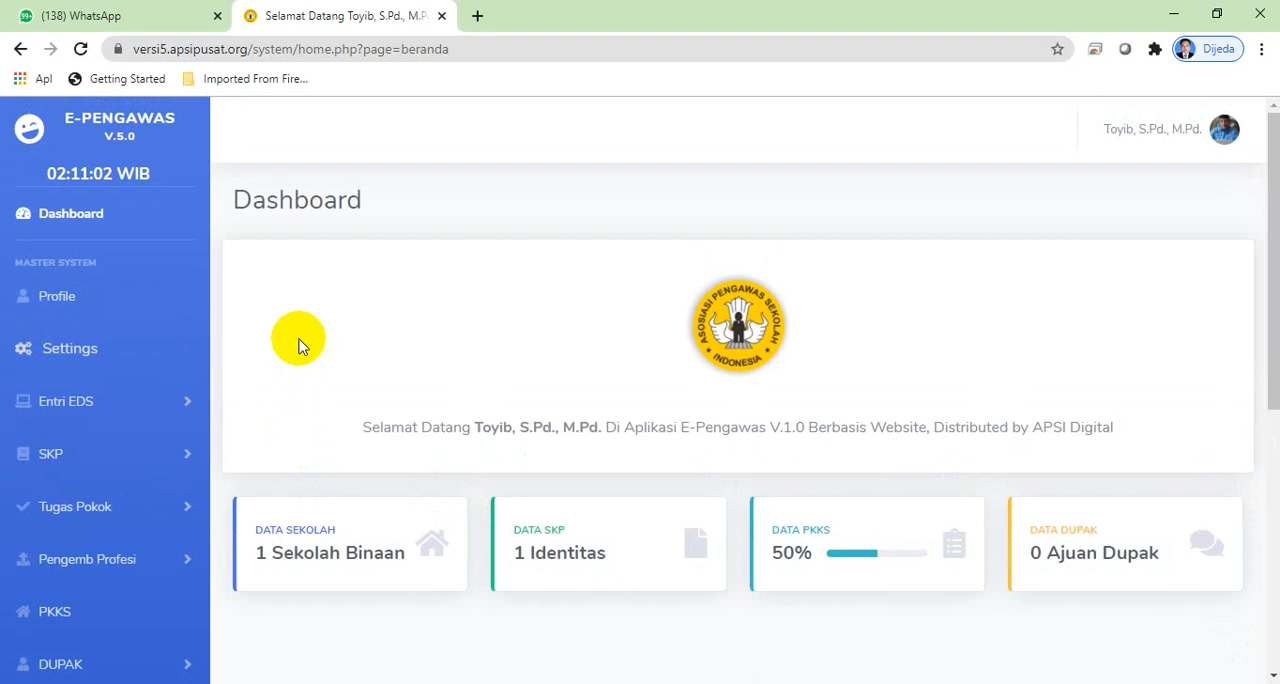 (138) WhatsApp
Selamat Datang Toyib, S.Pd., M.P
versi5.apsipusat.org/system/home.php?page=beranda
Dijeda
Apl
Getting Started
Imported From Fire...
E-PENGAWAS
V.5.0
02:11:02 WIB
Dashboard
MASTER SYSTEM
Profile
Settings
Entri EDS
SKP
Tugas Pokok
Pengemb Profesi
PKKS
DUPAK
Toyib, S.Pd., M.Pd.
Dashboard
ASOSIASI PENGAWAS SEKOLAH
INDONESIA
Selamat Datang Toyib, S.Pd., M.Pd. Di Aplikasi E-Pengawas V.1.0 Berbasis Website, Distributed by APSI Digital
DATA SEKOLAH
1 Sekolah Binaan
DATA SKP
1 Identitas
DATA PKKS
50%
DATA DUPAK
0 Ajuan Dupak